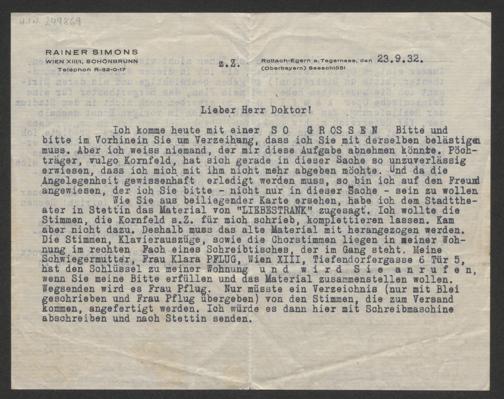 H.I.N. 249869
RAINER SIMONS
WIEN XIII/1, SCHÖNBRUNN
Telephon R-82-0-17
z.Z.
Rottach-Egern a. Tegernsee, den 23.9.32.
(Oberbayern) Seeschlößl
Lieber Herr Doktor!
Ich komme heute mit einer S O G R O S S E N Bitte und
bitte im Vorhinein Sie um Verzeihung, dass ich Sie mit derselben belästigen
muss. Aber ich weiss niemand, der mir diese Aufgabe abnehmen könnte. Pösh-
träger, vulgo Kornfeld, hat sich gerade in dieser Sache so unzuverlässig
erwiesen, dass ich mich mit ihm nicht mehr abgeben möchte. Und da die
Angelegenheit gewissenhaft erledigt werden muss, so bin ich auf den Freund
angewiesen, der ich Sie bitte - nicht nur in dieser Sache - sein zu wollen
Wie Sie aus beiliegender Karte ersehen, habe ich dem Stadtthe-
ater in Stettin das Material von "LIEBESTRANK" zugesagt. Ich wollte die
Stimmen, die Kornfeld s.Z. für mich schrieb, komplettieren lassen. Kam
aber nicht dazu. Deshalb muss das alte Material mit herangezogen werden.
Die Stimmen, Klavierauszüge, sowie die Chorstimmen liegen in meiner Woh-
nung im rechten Fach eines Schreibtisches, der im Gang steht. Meine
Schwiegermutter, Frau Klara PFLUG, Wien XIII, Tiefendorfergasse 6 Tür 5,
hat den Schlüssel zu meiner Wohnung u n d w i r d S i e a n r u f e n,
wenn Sie meine Bitte erfüllen und das Material zusammenstellen wollen.
Wegsenden wird es Frau Pflug. Nur müsste ein Verzeichnis (nur mit Blei
geschrieben und Frau Pflug übergeben) von den Stimmen, die zum Versand
kommen, angefertigt werden. Ich würde es dann hier mit Schreibmaschine
abschreiben und nach Stettin senden.